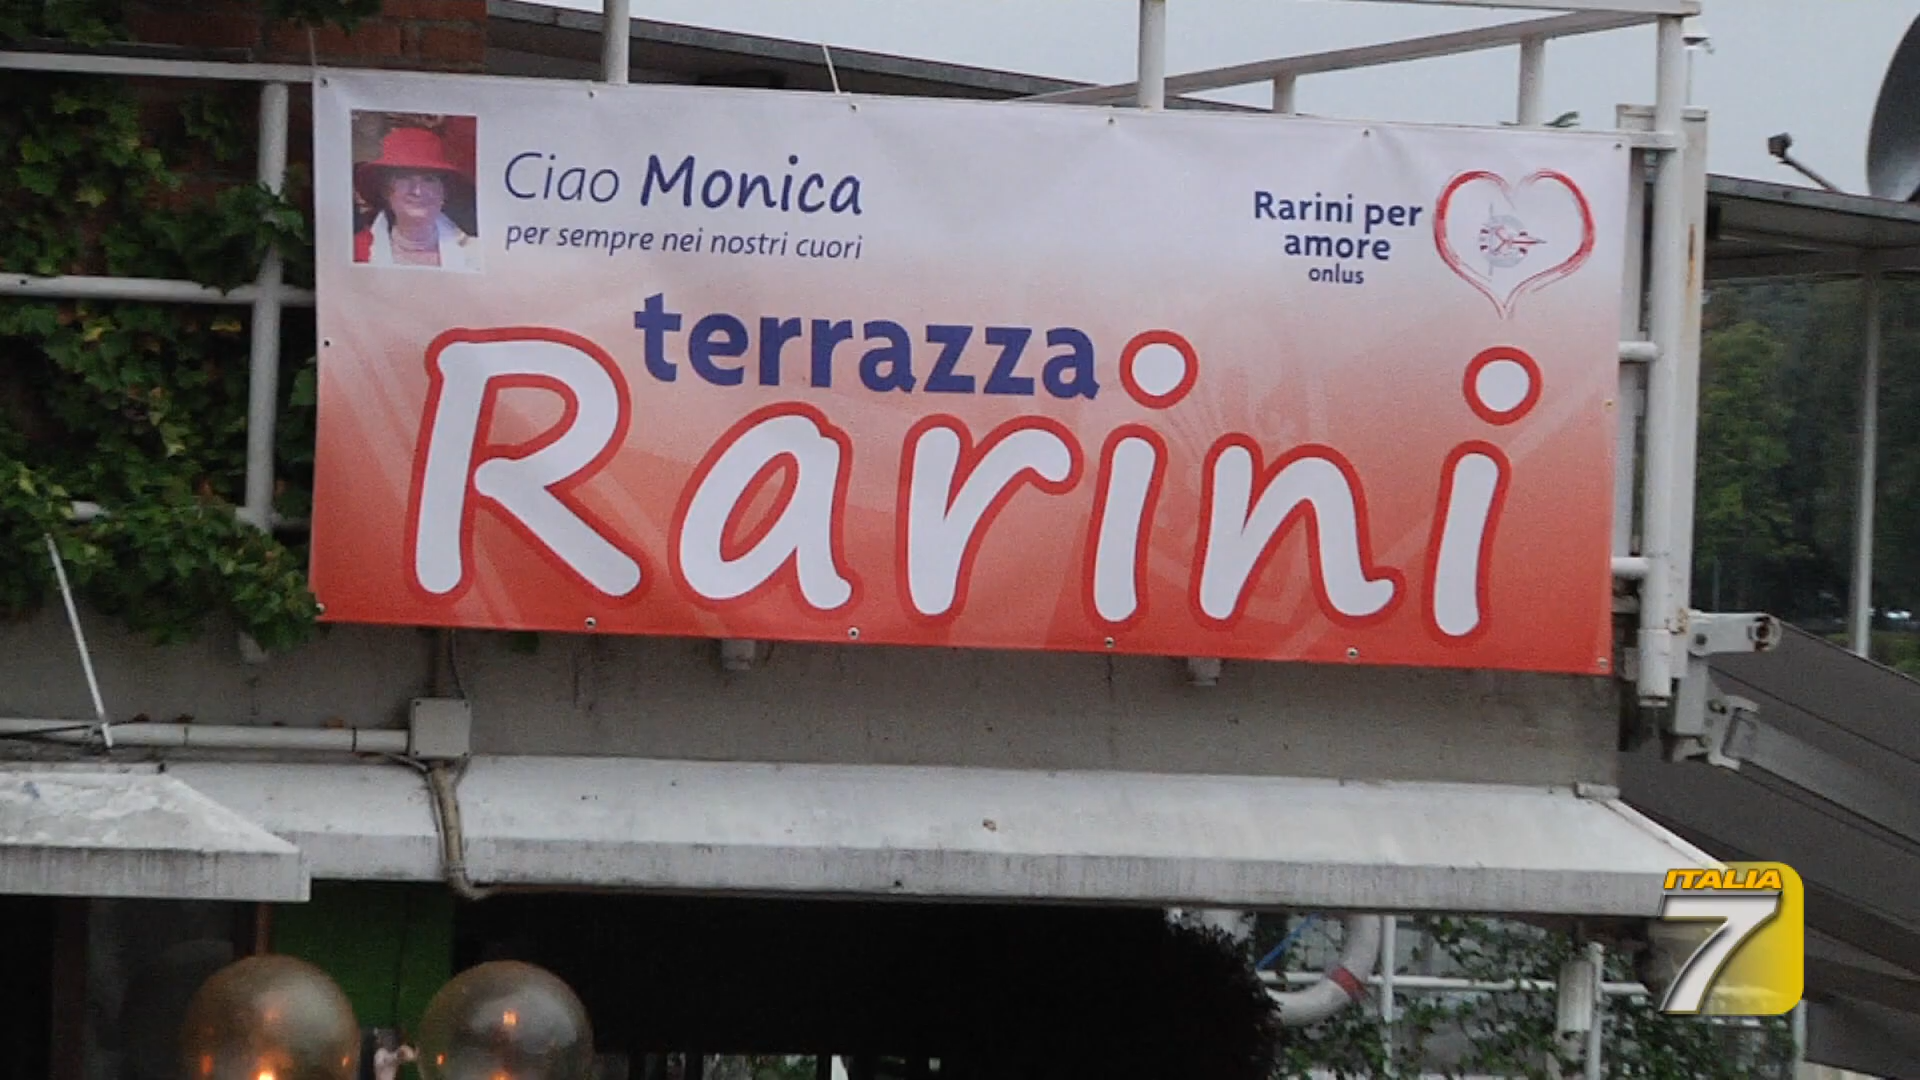 Ciao Monica
per sempre nei nostri cuori
Rarini per
amore
onlus
terrazza
Rarini
ITALIA
7